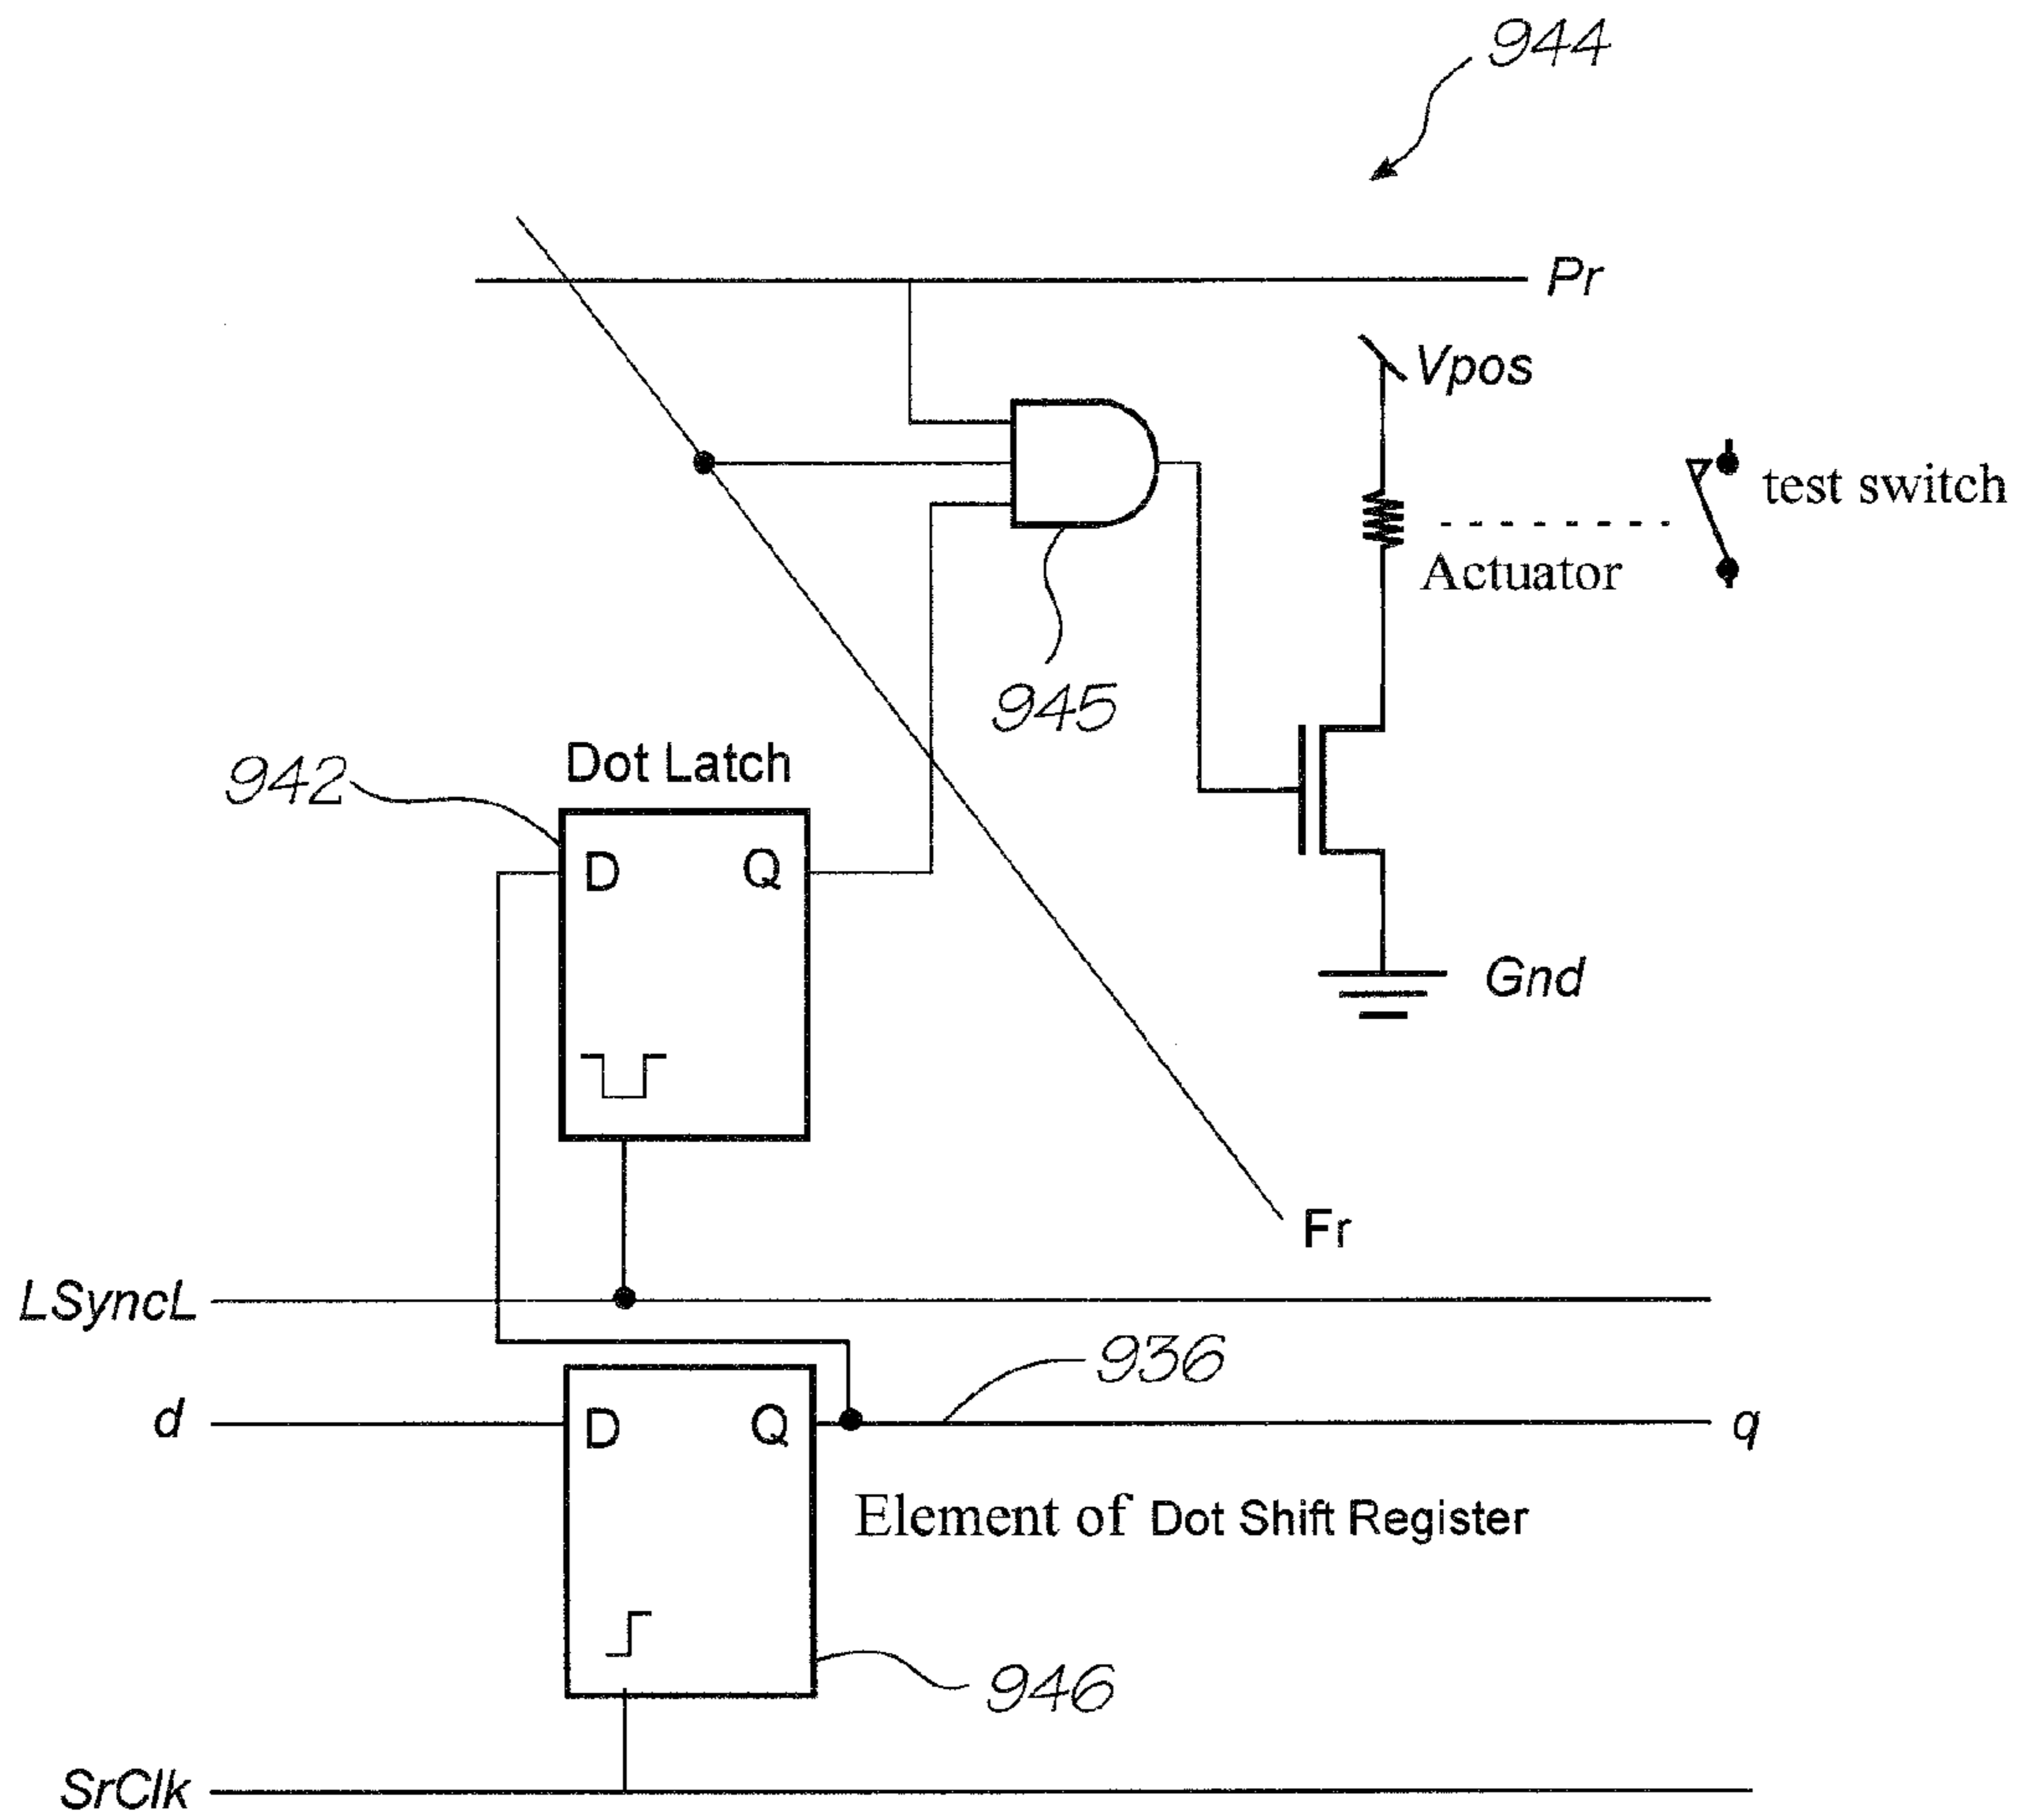 944
Pr
Vpos
test switch
Actuator
945
Dot Latch
942
D Q
Gnd
Fr
LSyncL
936
d D Q q
Element of Dot Shift Register
946
SrClk